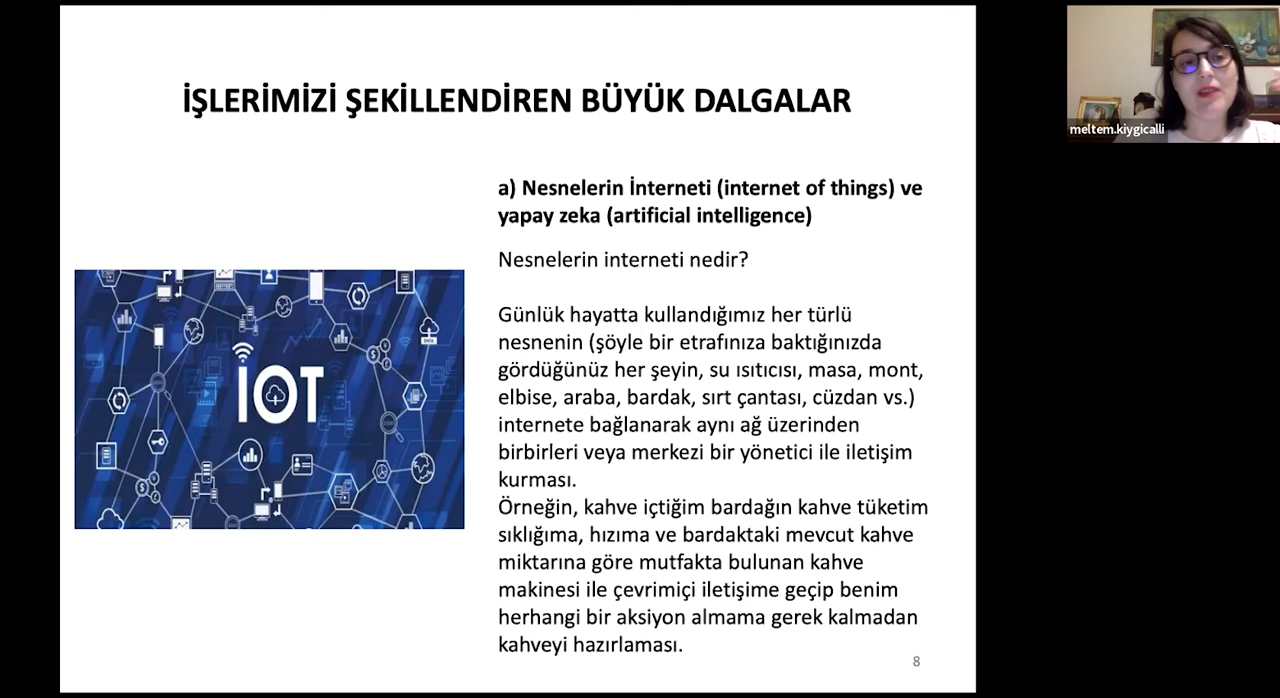 İŞLERİMİZİ ŞEKİLLENDİREN BÜYÜK DALGALAR
meltem.kiygicalli
a) Nesnelerin İnterneti (internet of things) ve
yapay zeka (artificial intelligence)
Nesnelerin interneti nedir?
Günlük hayatta kullandığımız her türlü
nesnenin (şöyle bir etrafınıza baktığınızda
gördüğünüz her şeyin, su ısıtıcısı, masa, mont,
elbise, araba, bardak, sırt çantası, cüzdan vs.)
internete bağlanarak aynı ağ üzerinden
birbirleri veya merkezi bir yönetici ile iletişim
kurması.
Örneğin, kahve içtiğim bardağın kahve tüketim
sıklığıma, hızıma ve bardaktaki mevcut kahve
miktarına göre mutfakta bulunan kahve
makinesi ile çevrimiçi iletişime geçip benim
herhangi bir aksiyon almama gerek kalmadan
kahveyi hazırlaması.
IOT
8